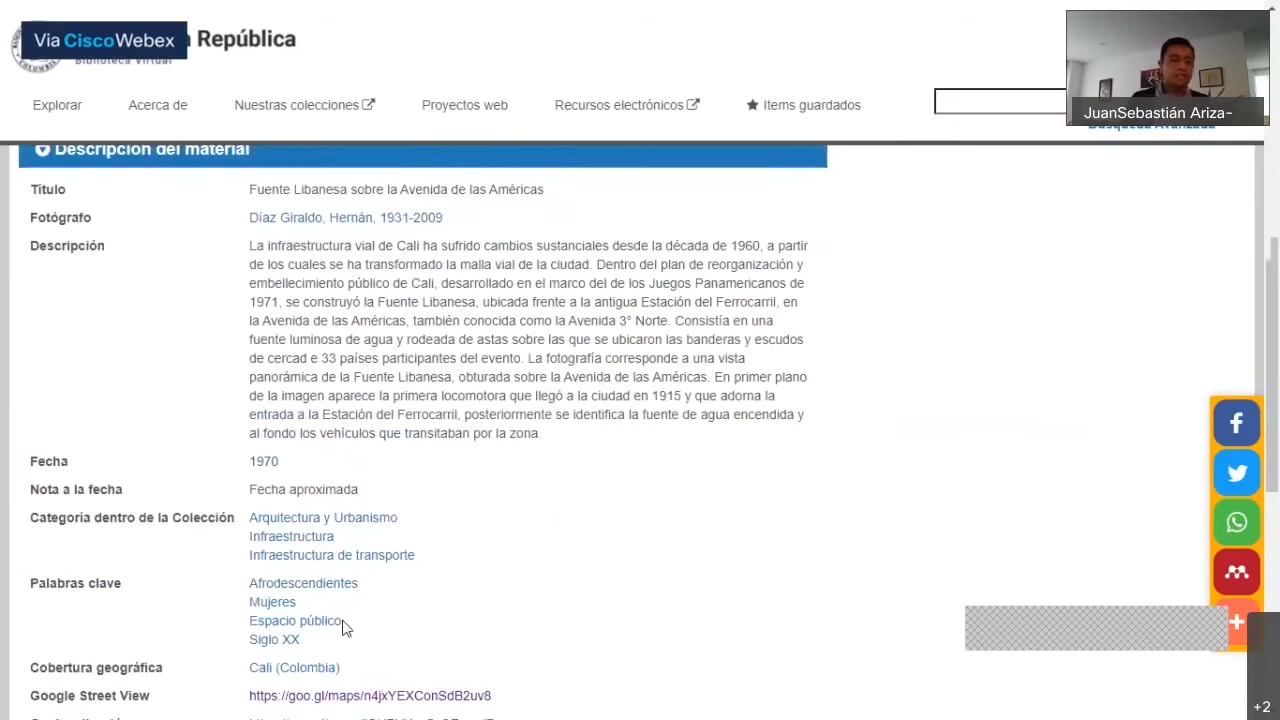 Via Cisco Webex
República
Biblioteca Virtual
Explorar Acerca de Nuestras colecciones Proyectos web Recursos electrónicos Items guardados
JuanSebastián Ariza-
Búsqueda Avanzada
Descripción del material
Título Fuente Libanesa sobre la Avenida de las Américas
Fotógrafo Díaz Giraldo, Hernán, 1931-2009
Descripción La infraestructura vial de Cali ha sufrido cambios sustanciales desde la década de 1960, a partir
de los cuales se ha transformado la malla vial de la ciudad. Dentro del plan de reorganización y
embellecimiento público de Cali, desarrollado en el marco del de los Juegos Panamericanos de
1971, se construyó la Fuente Libanesa, ubicada frente a la antigua Estación del Ferrocarril, en
la Avenida de las Américas, también conocida como la Avenida 3° Norte. Consistía en una
fuente luminosa de agua y rodeada de astas sobre las que se ubicaron las banderas y escudos
de cercad e 33 países participantes del evento. La fotografía corresponde a una vista
panorámica de la Fuente Libanesa, obturada sobre la Avenida de las Américas. En primer plano
de la imagen aparece la primera locomotora que llegó a la ciudad en 1915 y que adorna la
entrada a la Estación del Ferrocarril, posteriormente se identifica la fuente de agua encendida y
al fondo los vehículos que transitaban por la zona.
Fecha 1970
Nota a la fecha Fecha aproximada
Categoría dentro de la Colección Arquitectura y Urbanismo
Infraestructura
Infraestructura de transporte
Palabras clave Afrodescendientes
Mujeres
Espacio público
Siglo XX
Cobertura geográfica Cali (Colombia)
Google Street View https://goo.gl/maps/n4jxYEXConSdB2uv8
+2